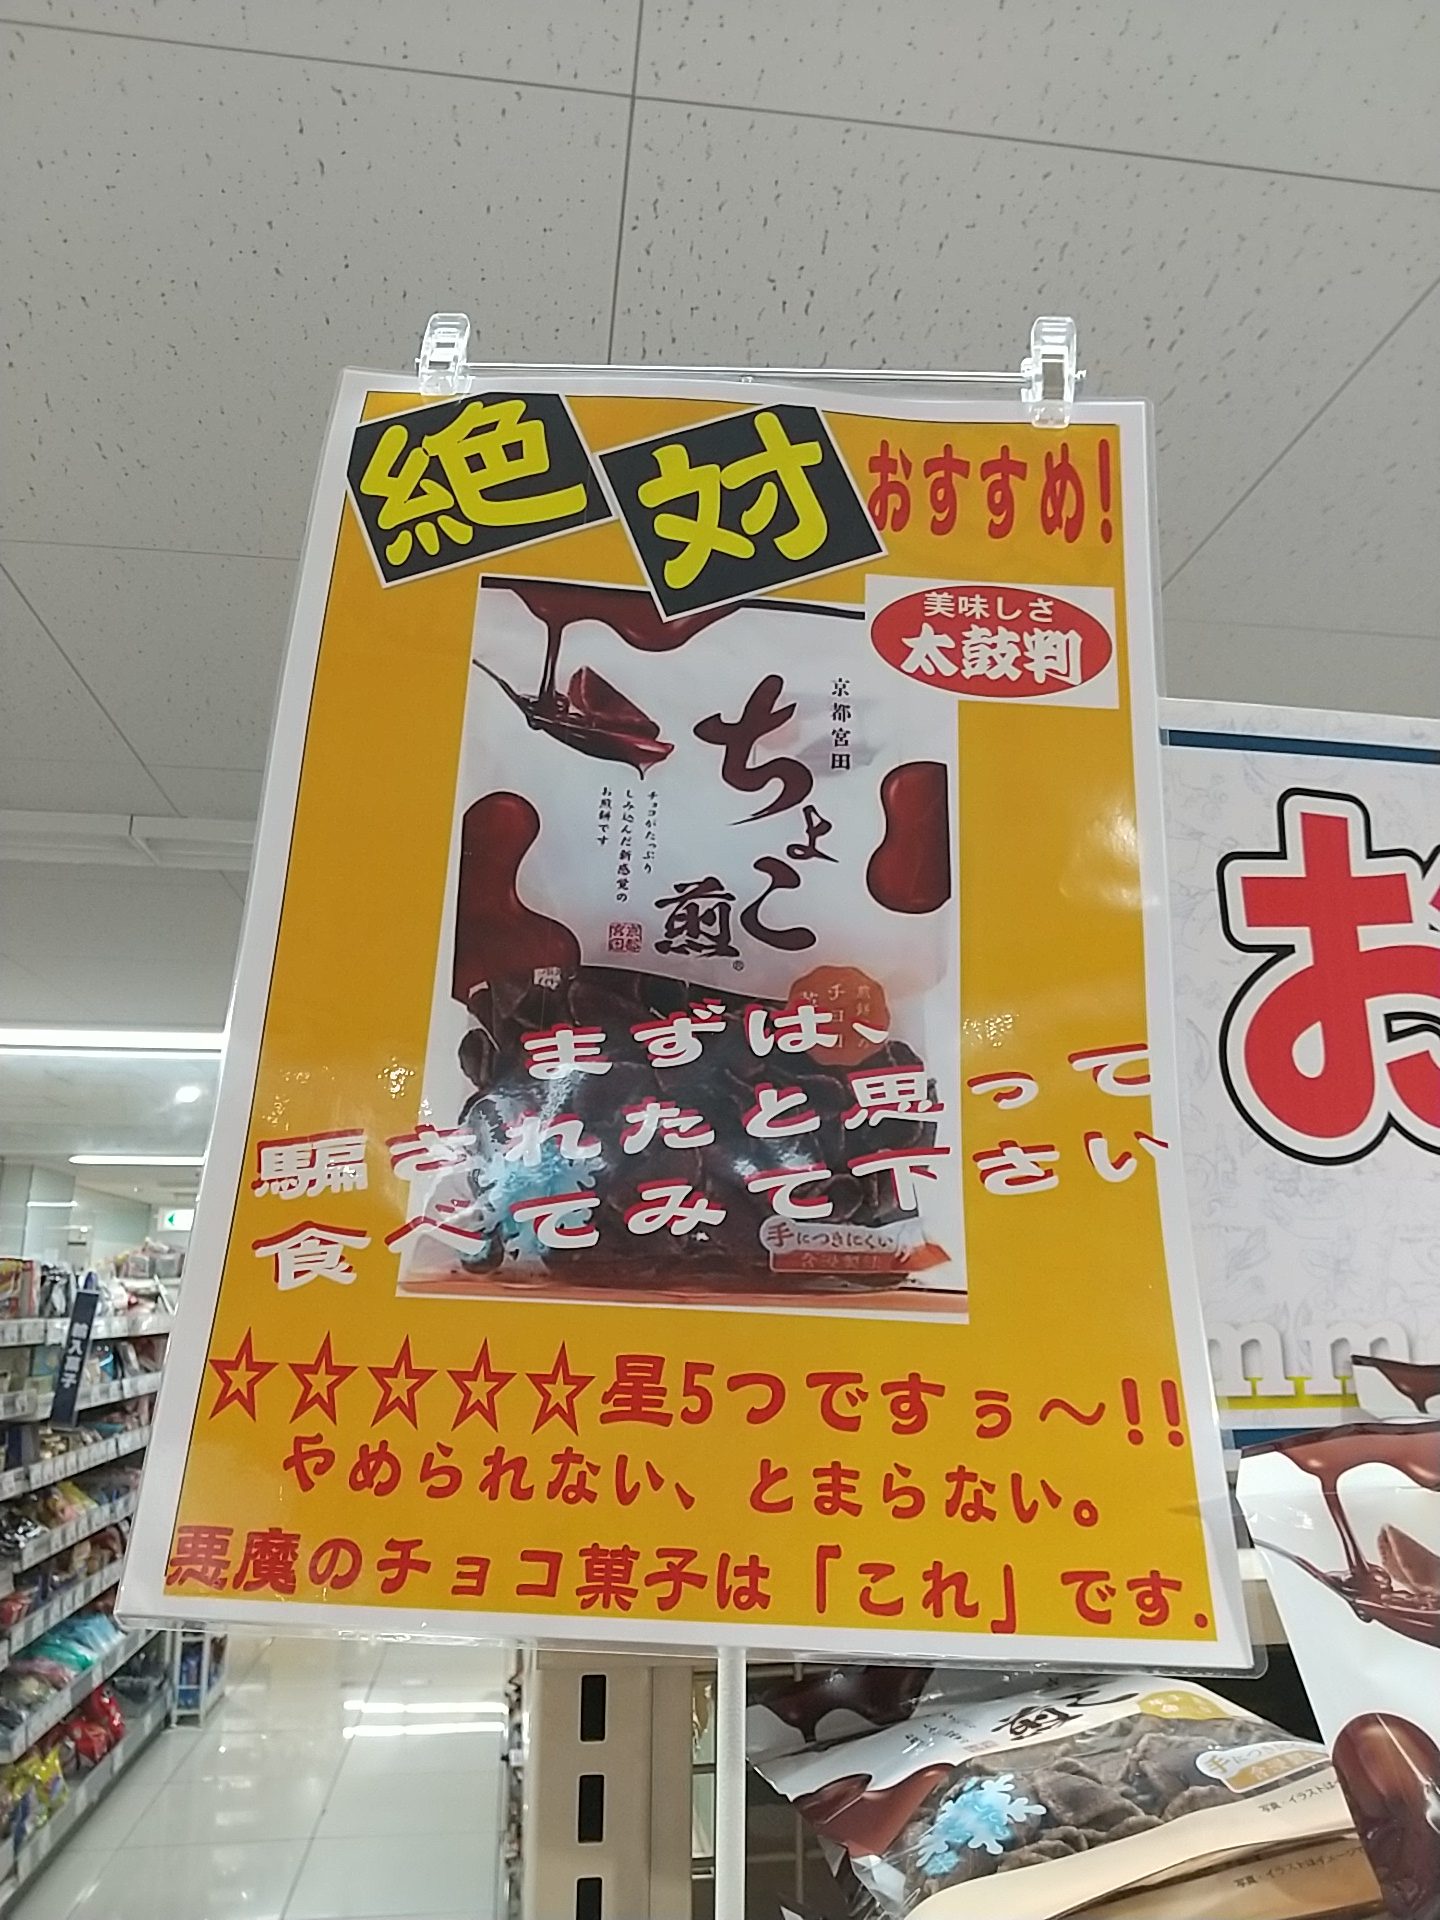 絶対おすすめ!
美味しさ
太鼓判
京都宮田
ちょこ煎
®
チョコがたっぷり
しみ込んだ新感覚の
お煎餅です
まずは、
騙されたと思って
食べてみて下さい
手につきにくい
☆☆☆☆☆星5つですぅ～!!
やめられない、とまらない。
悪魔のチョコ菓子は「これ」です.
お
煎
手につき